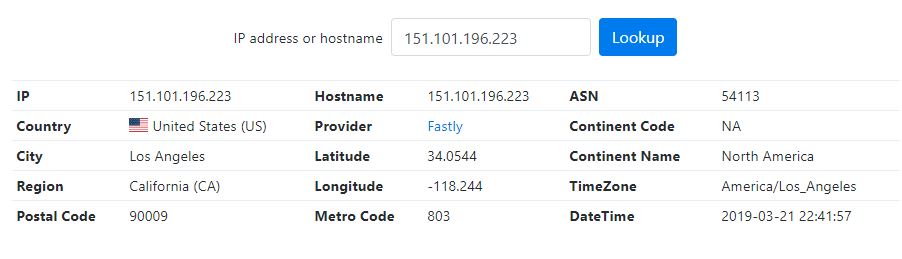 IP address or hostname 151.101.196.223 Lookup
IP 151.101.196.223 Hostname 151.101.196.223 ASN 54113
Country United States (US) Provider Fastly Continent Code NA
City Los Angeles Latitude 34.0544 Continent Name North America
Region California (CA) Longitude -118.244 TimeZone America/Los_Angeles
Postal Code 90009 Metro Code 803 DateTime 2019-03-21 22:41:57